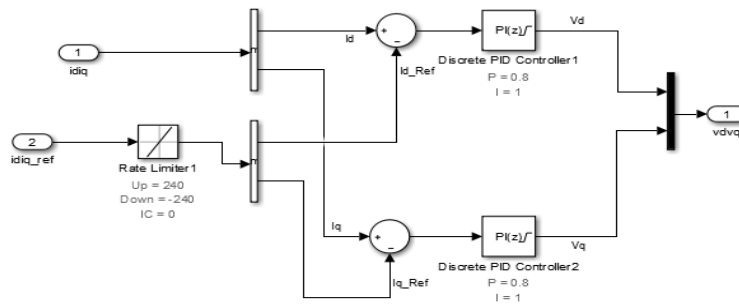 1
idiq
Id
+
−
Id_Ref
PI(z)
Discrete PID Controller1
P = 0.8
I = 1
Vd
2
idiq_ref
Rate Limiter1
Up = 240
Down = -240
IC = 0
1
vdvq
Iq
+
−
Iq_Ref
PI(z)
Discrete PID Controller2
P = 0.8
I = 1
Vq